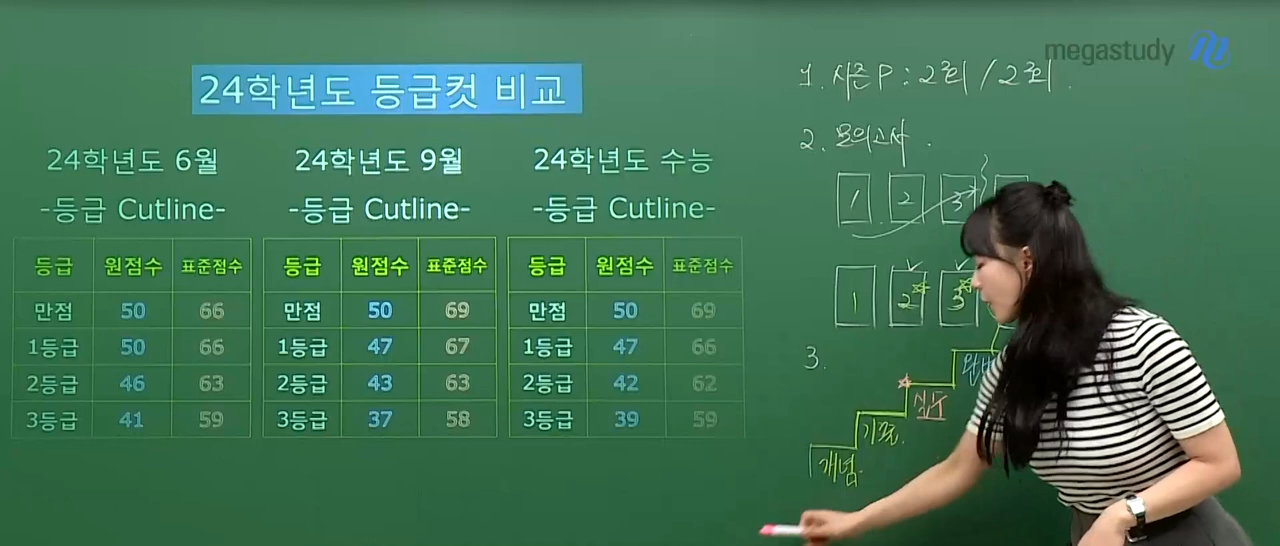 megastudy
24학년도 등급컷 비교
24학년도 6월
-등급 Cutline-
등급 원점수 표준점수
만점 50 66
1등급 50 66
2등급 46 63
3등급 41 59
24학년도 9월
-등급 Cutline-
등급 원점수 표준점수
만점 50 69
1등급 47 67
2등급 43 63
3등급 37 58
24학년도 수능
-등급 Cutline-
등급 원점수 표준점수
만점 50 69
1등급 47 66
2등급 42 62
3등급 39 59
1. 시즌 P : 2회 / 2회.
2. 모의고사.
1 2 3
1 2 3
3.
실수
기출.
개념.